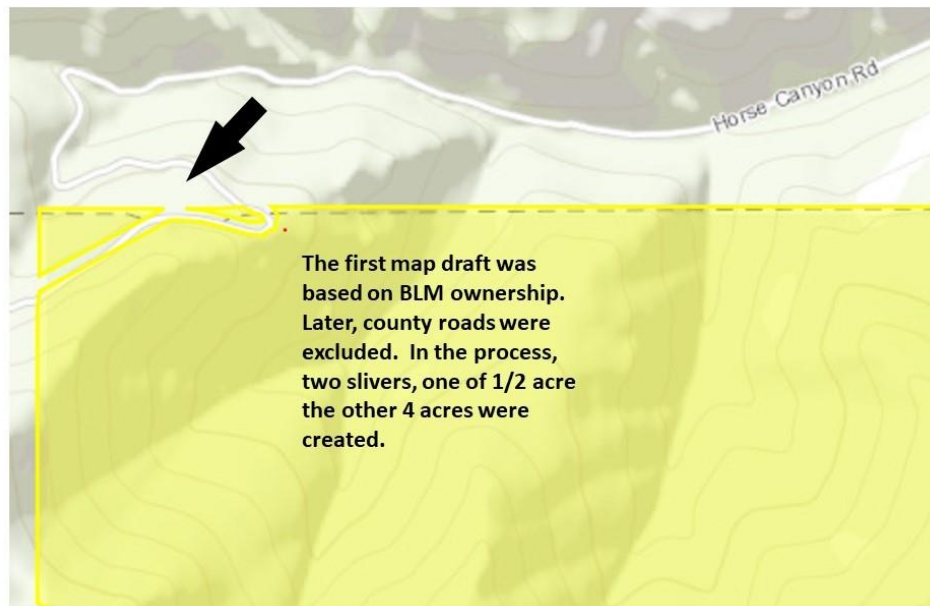 Horse Canyon Rd
The first map draft was
based on BLM ownership.
Later, county roads were
excluded.  In the process,
two slivers, one of 1/2 acre
the other 4 acres were
created.